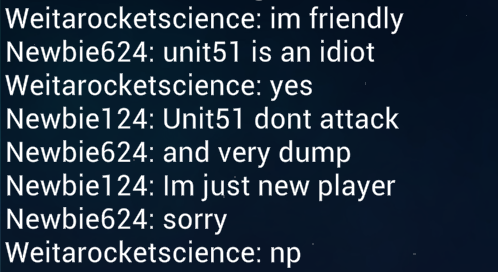 Weitarocketscience: im friendly
Newbie624: unit51 is an idiot
Weitarocketscience: yes
Newbie124: Unit51 dont attack
Newbie624: and very dump
Newbie124: Im just new player
Newbie624: sorry
Weitarocketscience: np